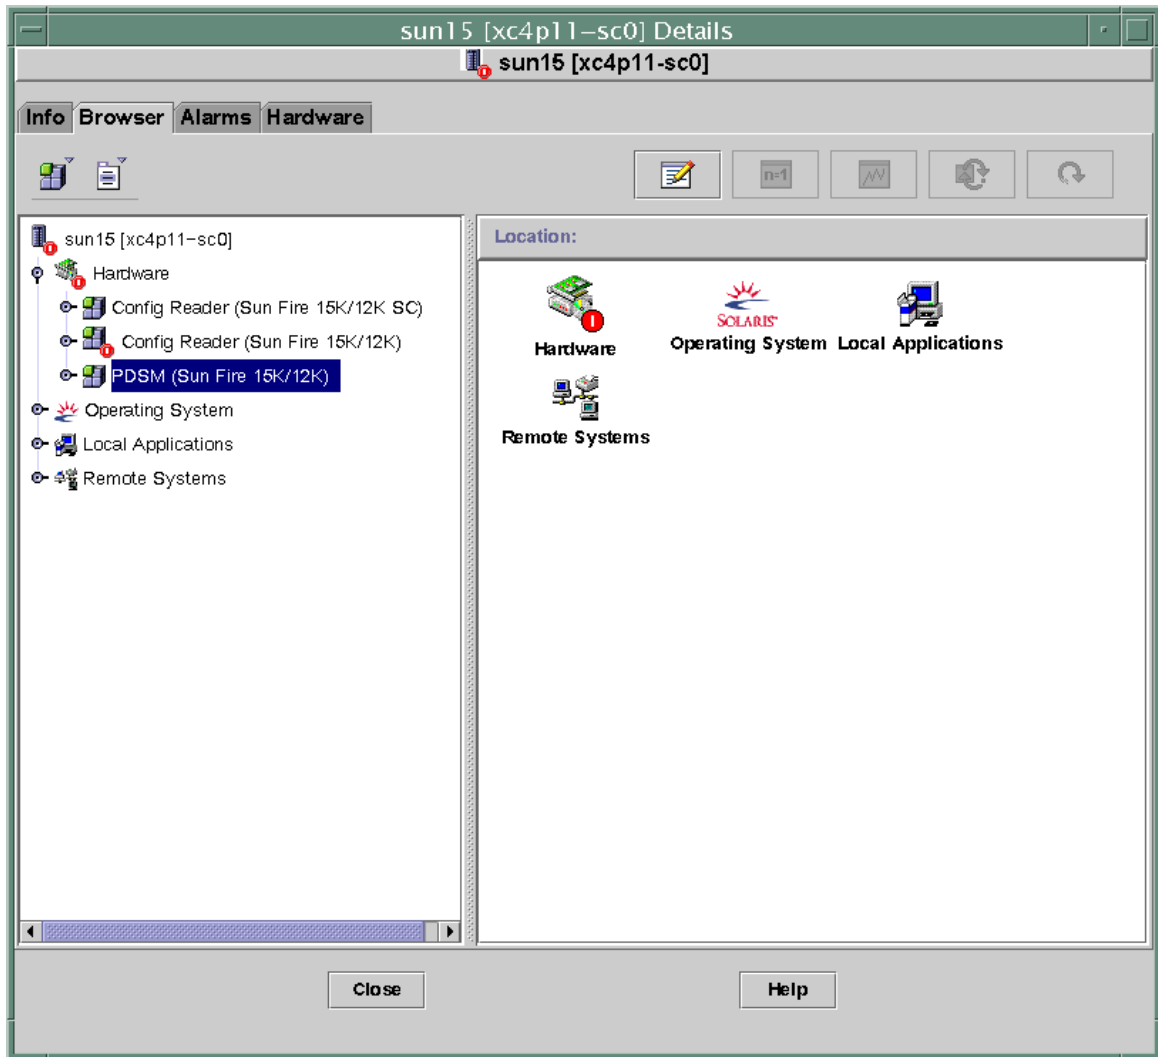 sun15 [xc4p11-sc0] Details
sun15 [xc4p11-sc0]
Info Browser Alarms Hardware
n=1
sun15 [xc4p11-sc0]
Hardware
Config Reader (Sun Fire 15K/12K SC)
Config Reader (Sun Fire 15K/12K)
PDSM (Sun Fire 15K/12K)
Operating System
Local Applications
Remote Systems
Location:
Hardware
SOLARIS
Operating System
Local Applications
Remote Systems
Close
Help